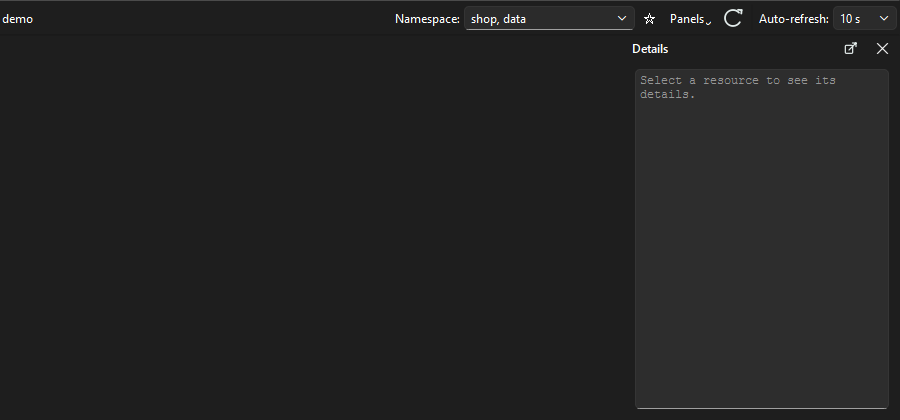 demo
Namespace:
shop, data
Panels
Auto-refresh:
10 s
Details
Select a resource to see its
details.